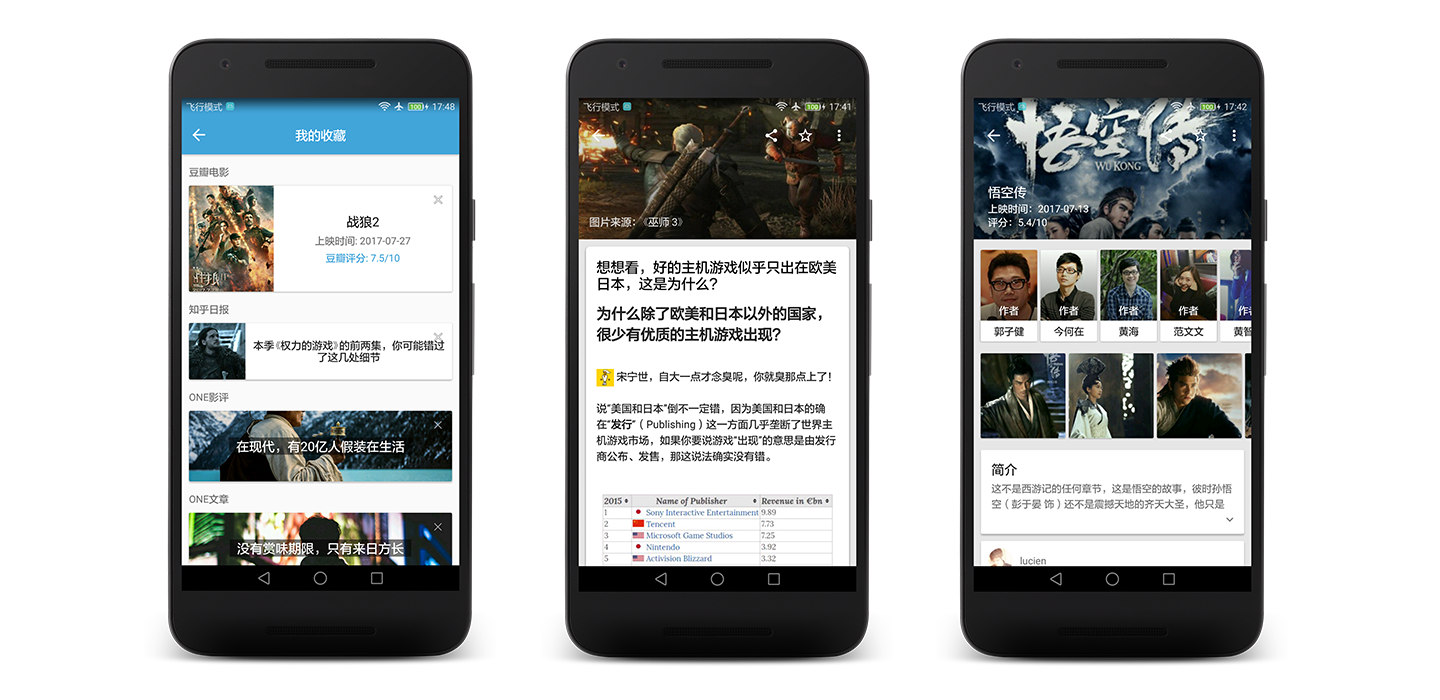 飞行模式
100
17:48
我的收藏
豆瓣电影
战狼2
上映时间: 2017-07-27
豆瓣评分: 7.5/10
知乎日报
本季《权力的游戏》的前两集，你可能错过
了这几处细节
ONE影评
在现代，有20亿人假装在生活
ONE文章
没有赏味期限，只有来日方长
飞行模式
100
17:41
图片来源：《巫师 3》
想想看，好的主机游戏似乎只出在欧美
日本，这是为什么？
为什么除了欧美和日本以外的国家，
很少有优质的主机游戏出现？
宋宁世，自大一点才念臭呢，你就臭那点上了！
说“美国和日本”倒不一定错，因为美国和日本的确
在“发行”（Publishing）这一方面几乎垄断了世界主
机游戏市场，如果你要说游戏“出现”的意思是由发行
商公布、发售，那这说法确实没有错。
2015 Name of Publisher Revenue in €bn
1 Sony Interactive Entertainment 9.89
2 Tencent 7.73
3 Microsoft Game Studios 7.25
4 Nintendo 3.92
5 Activision Blizzard 3.32
飞行模式
100
17:42
悟空传
WU KONG
悟空传
上映时间：2017-07-13
评分：5.4/10
作者 作者 作者 作者 作
郭子健 今何在 黄海 范文文 黄智
简介
这不是西游记的任何章节，这是悟空的故事，彼时孙悟
空（彭于晏 饰）还不是震撼天地的齐天大圣，他只是
lucien